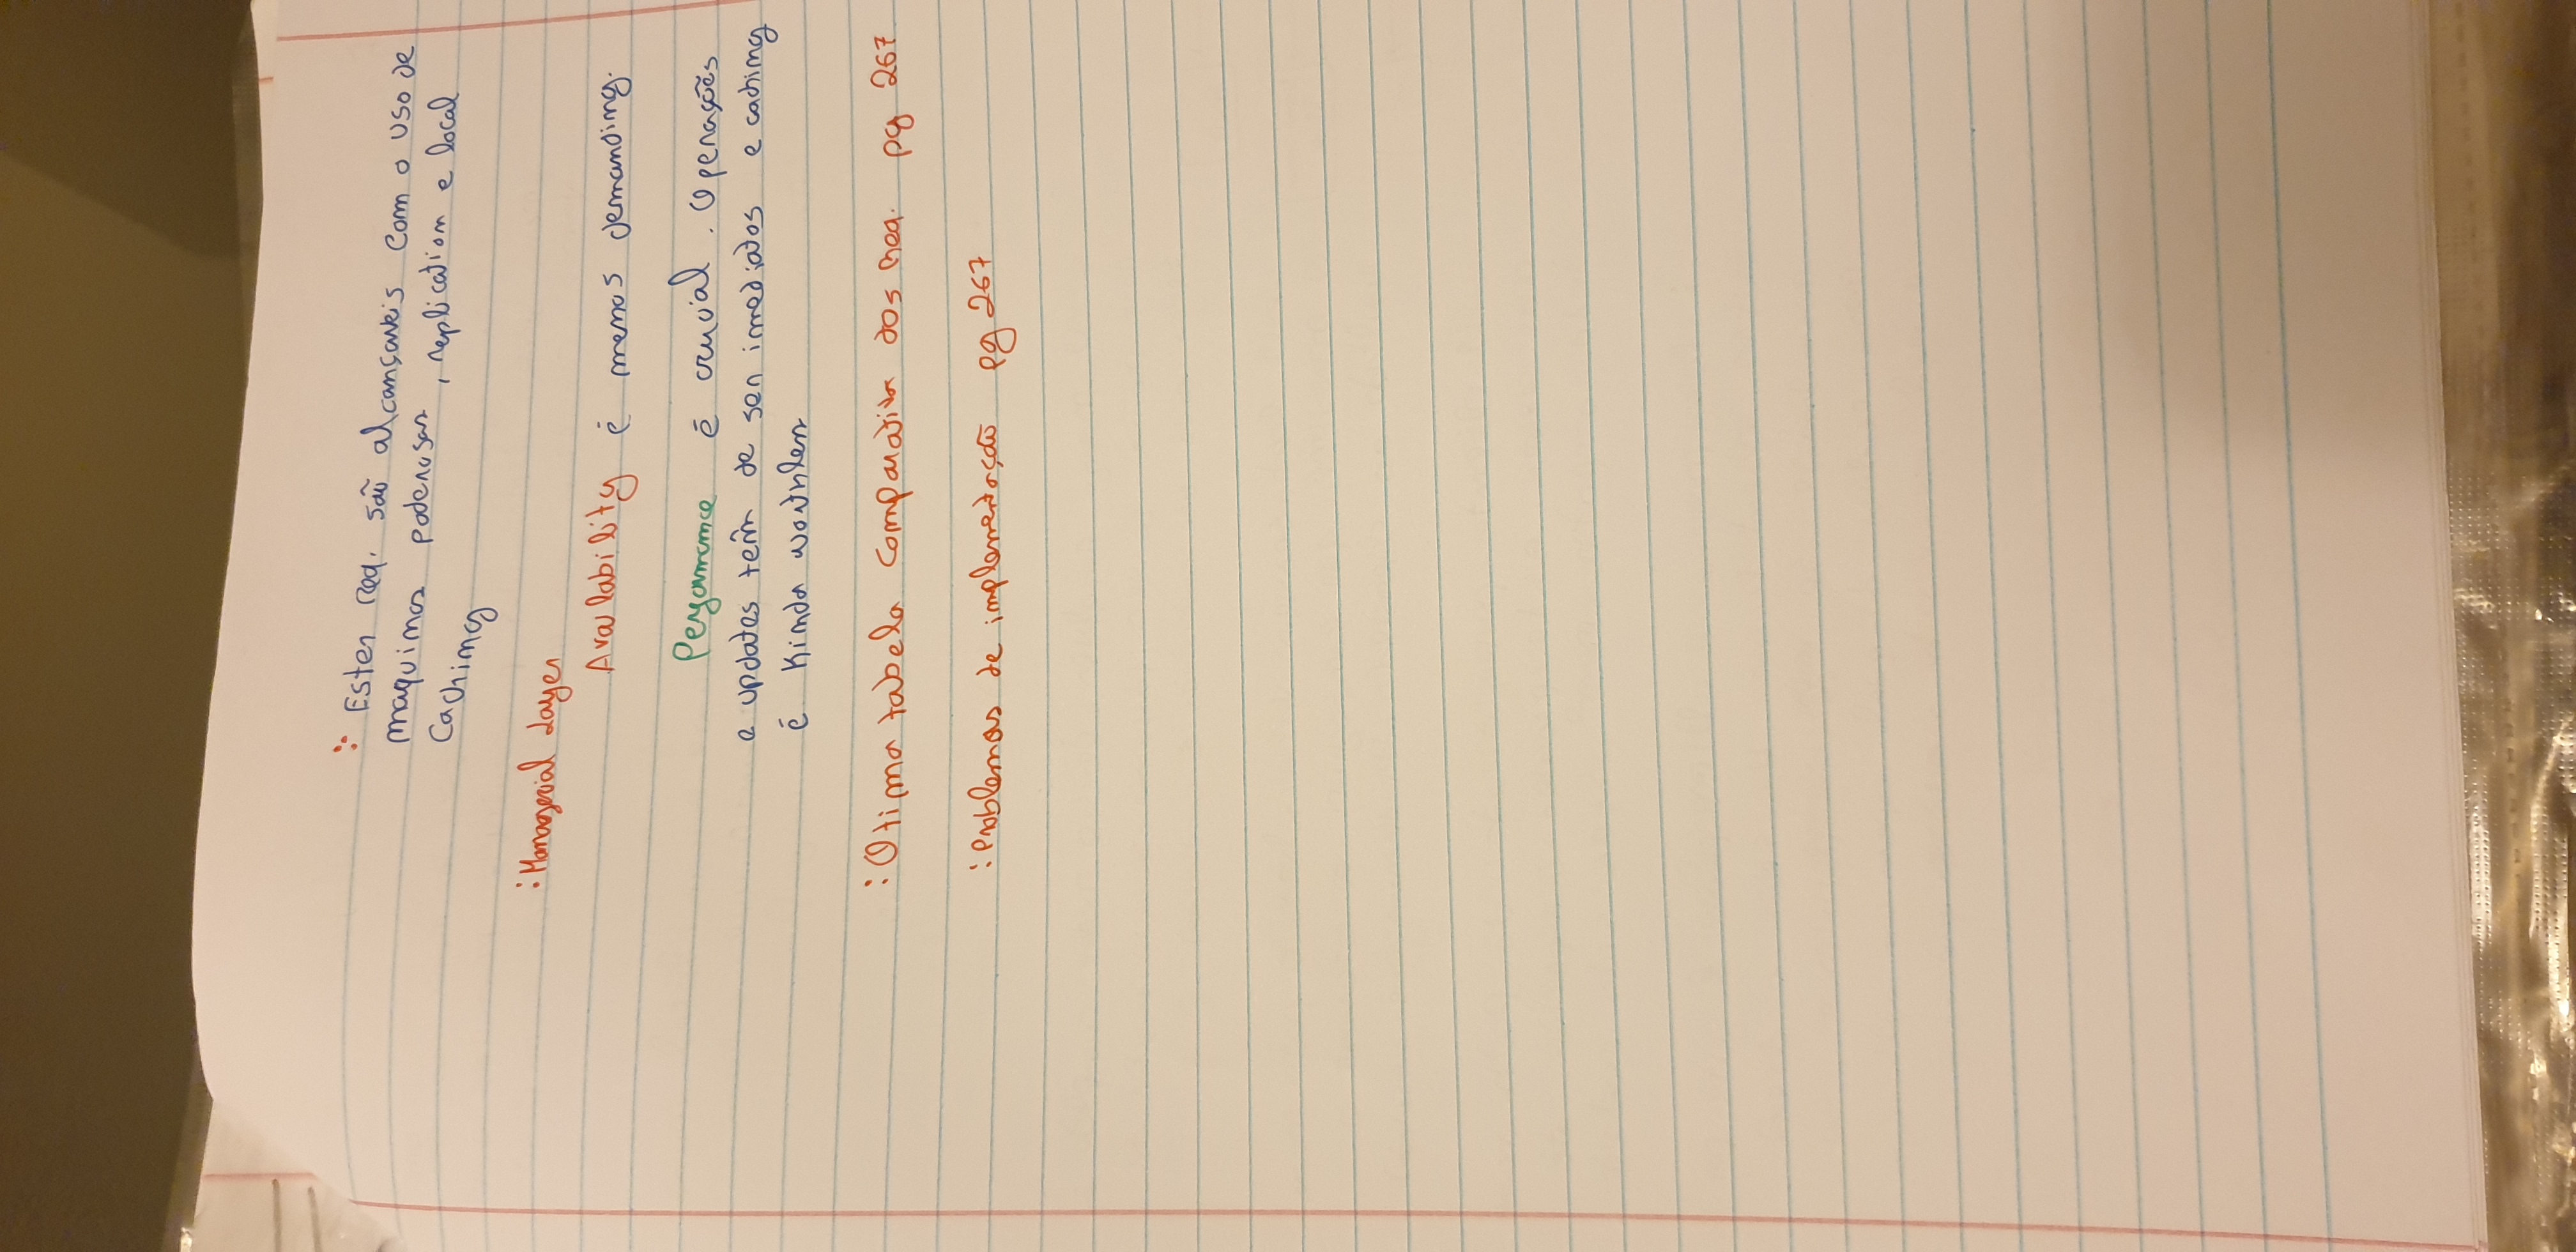 : Estes Req. são alcançaveis com o uso de
maquinas poderosas, replication e local
Caching
: Managerial Layer
Availability é menos demanding.
Performance é crucial. Operações
e updates têm de ser imediatos e caching
é Kinda worthless
: Otima tabela comparativa dos Req. pg 267
: Problemas de implementação pg 267